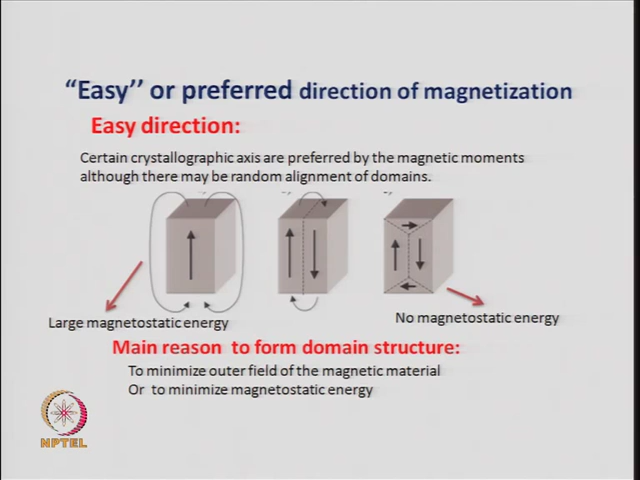 “Easy’’ or preferred direction of magnetization
Easy direction:
Certain crystallographic axis are preferred by the magnetic moments
although there may be random alignment of domains.
Large magnetostatic energy
No magnetostatic energy
Main reason to form domain structure:
To minimize outer field of the magnetic material
Or to minimize magnetostatic energy
NPTEL